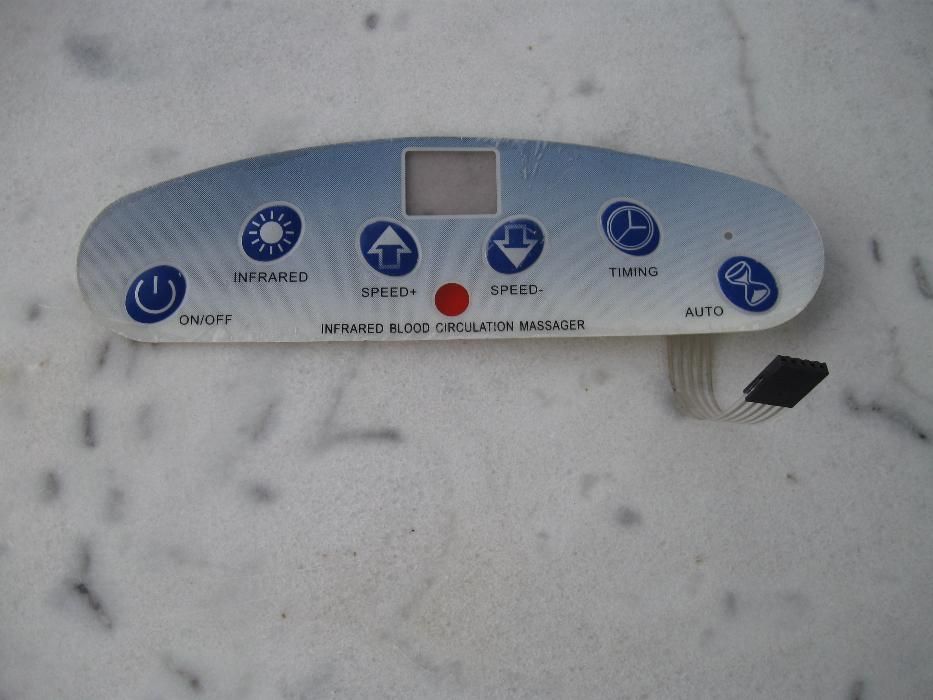 INFRARED
SPEED+
SPEED-
TIMING
ON/OFF
AUTO
INFRARED BLOOD CIRCULATION MASSAGER